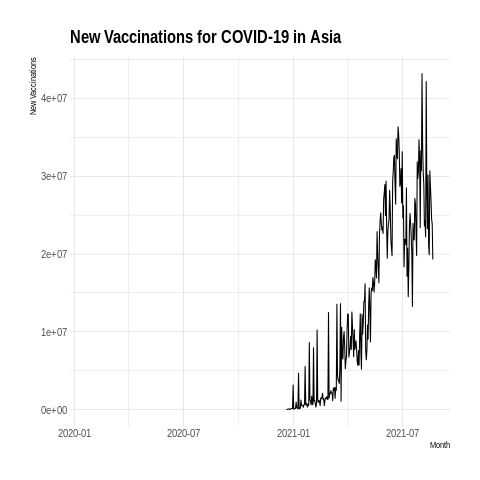 New Vaccinations for COVID-19 in Asia
New Vaccinations
4e+07
3e+07
2e+07
1e+07
0e+00
2020-01 2020-07 2021-01 2021-07
Month